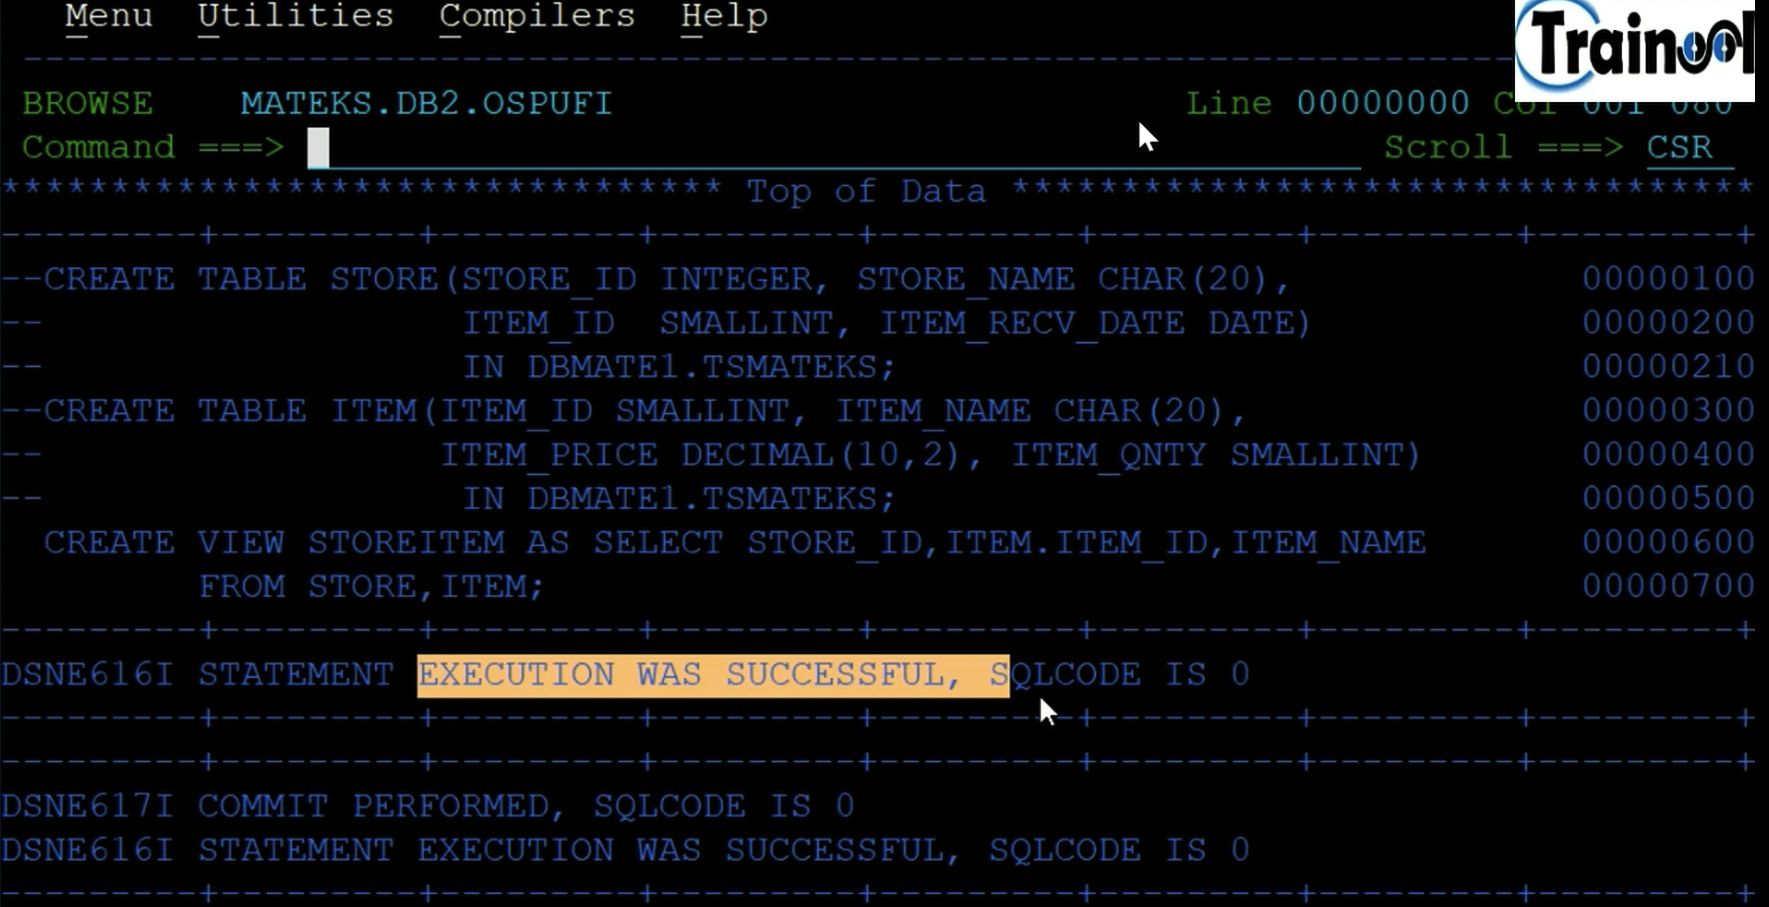 Menu Utilities Compilers Help
Trainool
BROWSE MATEKS.DB2.OSPUFI Line 00000000 Col 001 080
Command ===> Scroll ===> CSR
********************************* Top of Data **********************************
---------+---------+---------+---------+---------+---------+---------+---------+
--CREATE TABLE STORE(STORE_ID INTEGER, STORE_NAME CHAR(20), 00000100
-- ITEM_ID SMALLINT, ITEM_RECV_DATE DATE) 00000200
-- IN DBMATE1.TSMATEKS; 00000210
--CREATE TABLE ITEM(ITEM_ID SMALLINT, ITEM_NAME CHAR(20), 00000300
-- ITEM_PRICE DECIMAL(10,2), ITEM_QNTY SMALLINT) 00000400
-- IN DBMATE1.TSMATEKS; 00000500
CREATE VIEW STOREITEM AS SELECT STORE_ID,ITEM.ITEM_ID,ITEM_NAME 00000600
FROM STORE,ITEM; 00000700
---------+---------+---------+---------+---------+---------+---------+---------+
DSNE616I STATEMENT EXECUTION WAS SUCCESSFUL, SQLCODE IS 0
---------+---------+---------+---------+---------+---------+---------+---------+
---------+---------+---------+---------+---------+---------+---------+---------+
DSNE617I COMMIT PERFORMED, SQLCODE IS 0
DSNE616I STATEMENT EXECUTION WAS SUCCESSFUL, SQLCODE IS 0
---------+---------+---------+---------+---------+---------+---------+---------+